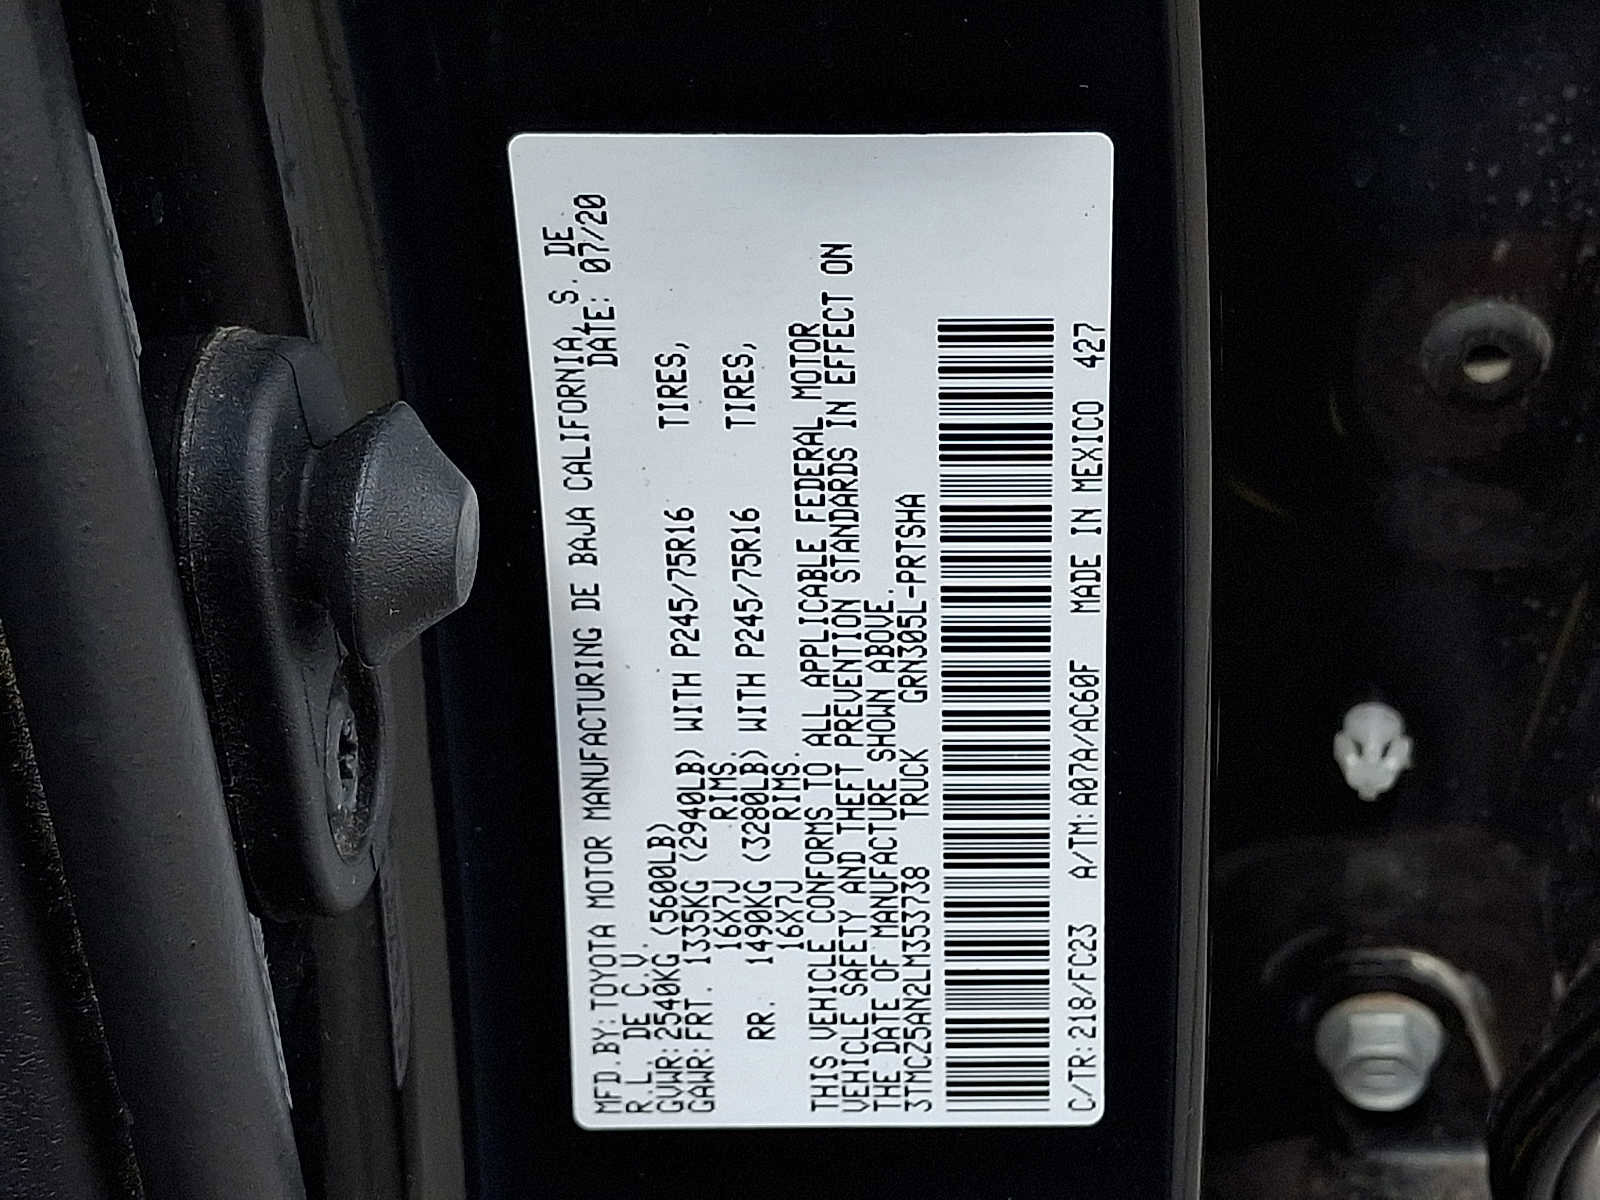 MFD.BY:TOYOTA MOTOR MANUFACTURING DE BAJA CALIFORNIA, S. DE
R.L. DE C.V. DATE: 07/20
GVWR:2540KG (5600LB)
GAWR:FRT. 1335KG (2940LB) WITH P245/75R16 TIRES,
16X7J RIMS.
RR. 1490KG (3280LB) WITH P245/75R16 TIRES,
16X7J RIMS.
THIS VEHICLE CONFORMS TO ALL APPLICABLE FEDERAL MOTOR
VEHICLE SAFETY AND THEFT PREVENTION STANDARDS IN EFFECT ON
THE DATE OF MANUFACTURE SHOWN ABOVE.
3TMCZ5AN2LM353738 TRUCK GRN305L-PRTSHA
C/TR:218/FC23 A/TM:A07A/AC60F MADE IN MEXICO 427